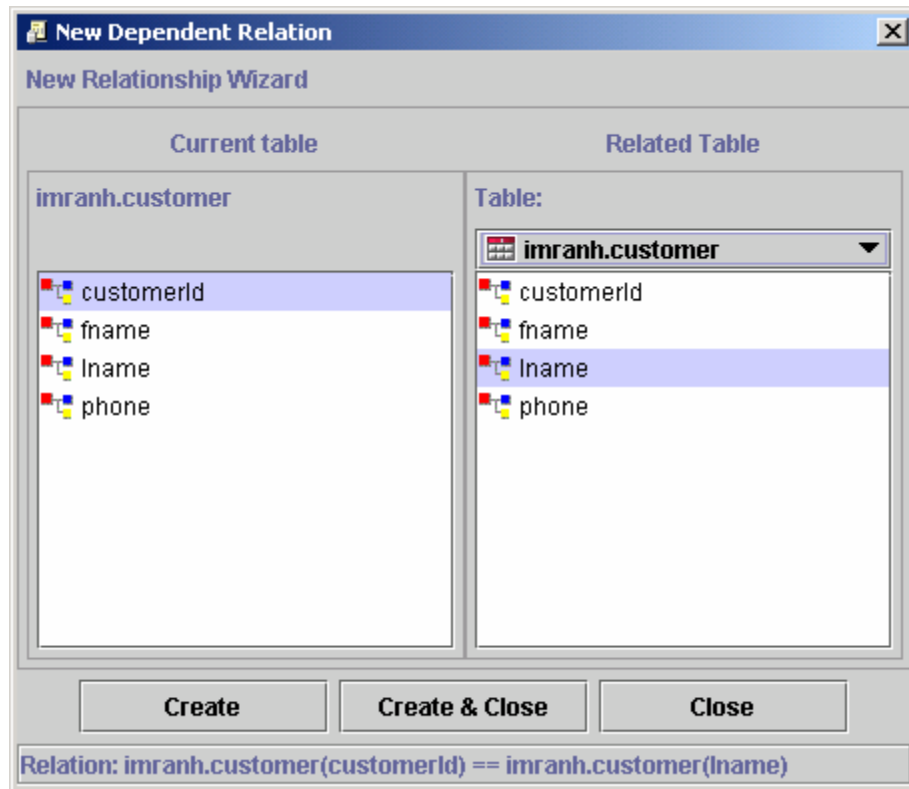 New Dependent Relation
New Relationship Wizard
Current table
Related Table
imranh.customer
Table:
imranh.customer
customerId
fname
lname
phone
customerId
fname
lname
phone
Create
Create & Close
Close
Relation: imranh.customer(customerId) == imranh.customer(lname)